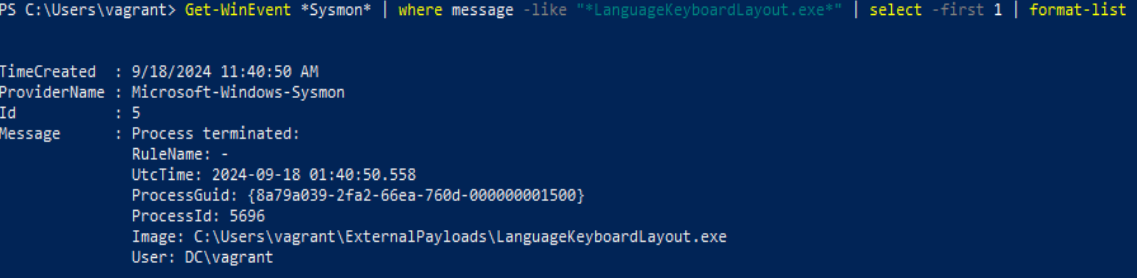 PS C:\Users\vagrant> Get-WinEvent *Sysmon* | where message -like "*LanguageKeyboardLayout.exe*" | select -first 1 | format-list
TimeCreated  : 9/18/2024 11:40:50 AM
ProviderName : Microsoft-Windows-Sysmon
Id           : 5
Message      : Process terminated:
RuleName: -
UtcTime: 2024-09-18 01:40:50.558
ProcessGuid: {8a79a039-2fa2-66ea-760d-000000001500}
ProcessId: 5696
Image: C:\Users\vagrant\ExternalPayloads\LanguageKeyboardLayout.exe
User: DC\vagrant